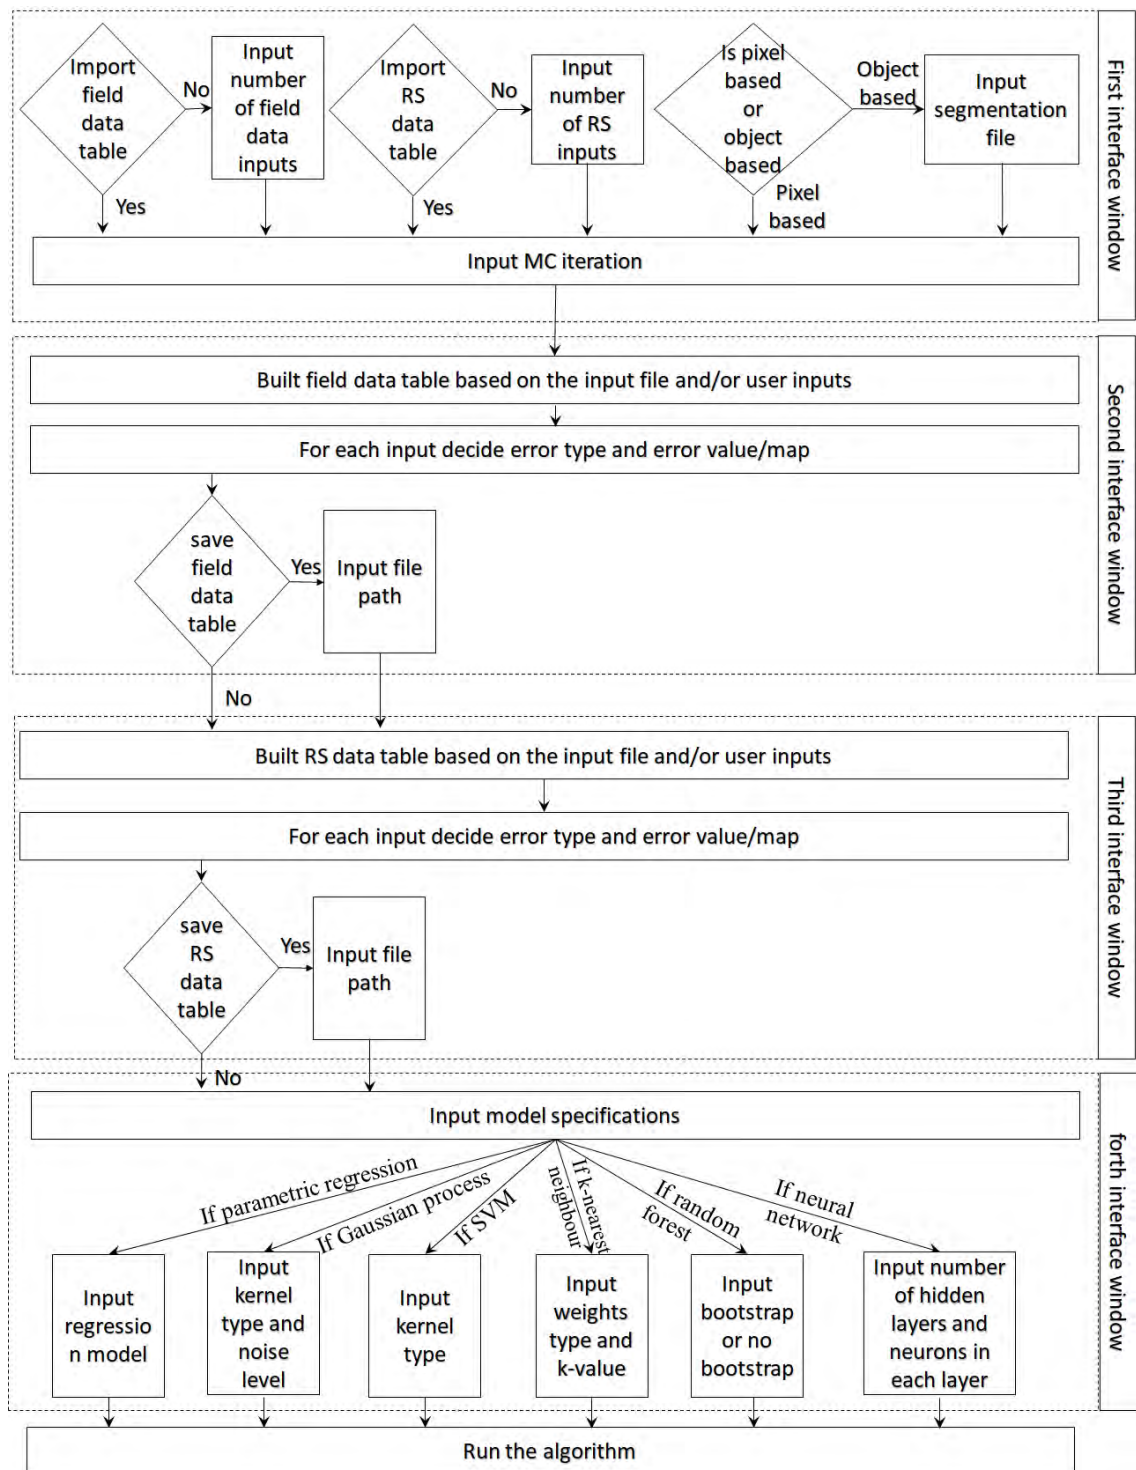 Import
field
data
table
No
Input
number
of field
data
inputs
Yes
Import
RS
data
table
No
Input
number
of RS
inputs
Yes
Is pixel
based
or
object
based
Object
based
Input
segmentation
file
Pixel
based
Input MC iteration
First interface window
Built field data table based on the input file and/or user inputs
For each input decide error type and error value/map
save
field
data
table
Yes
Input file
path
No
Second interface window
Built RS data table based on the input file and/or user inputs
For each input decide error type and error value/map
save
RS
data
table
Yes
Input file
path
No
Third interface window
Input model specifications
If parametric regression
If Gaussian process
If SVM
If k-nearest
neighbour
If random
forest
If neural
network
Input
regressio
n model
Input
kernel
type and
noise
level
Input
kernel
type
Input
weights
type and
k-value
Input
bootstrap
or no
bootstrap
Input number
of hidden
layers and
neurons in
each layer
forth interface window
Run the algorithm